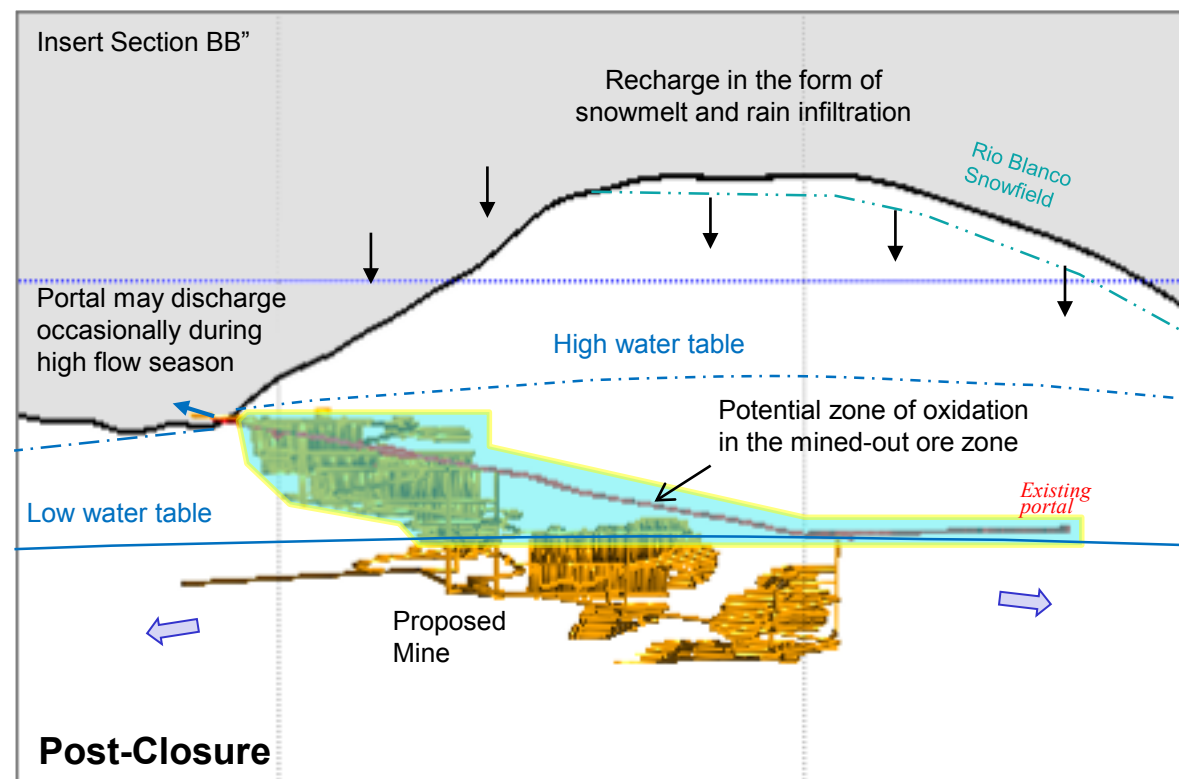 Insert Section BB”
Recharge in the form of
snowmelt and rain infiltration
Rio Blanco
Snowfield
Portal may discharge
occasionally during
high flow season
High water table
Potential zone of oxidation
in the mined-out ore zone
Existing
portal
Low water table
Proposed
Mine
Post-Closure